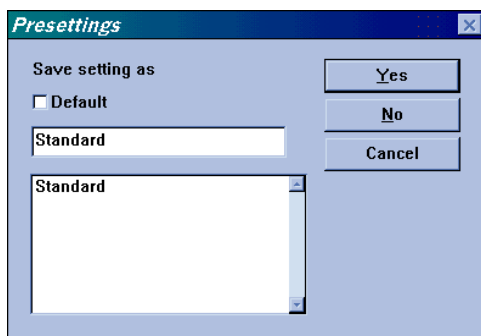 Presettings
Save setting as
Default
Standard
Standard
Yes
No
Cancel